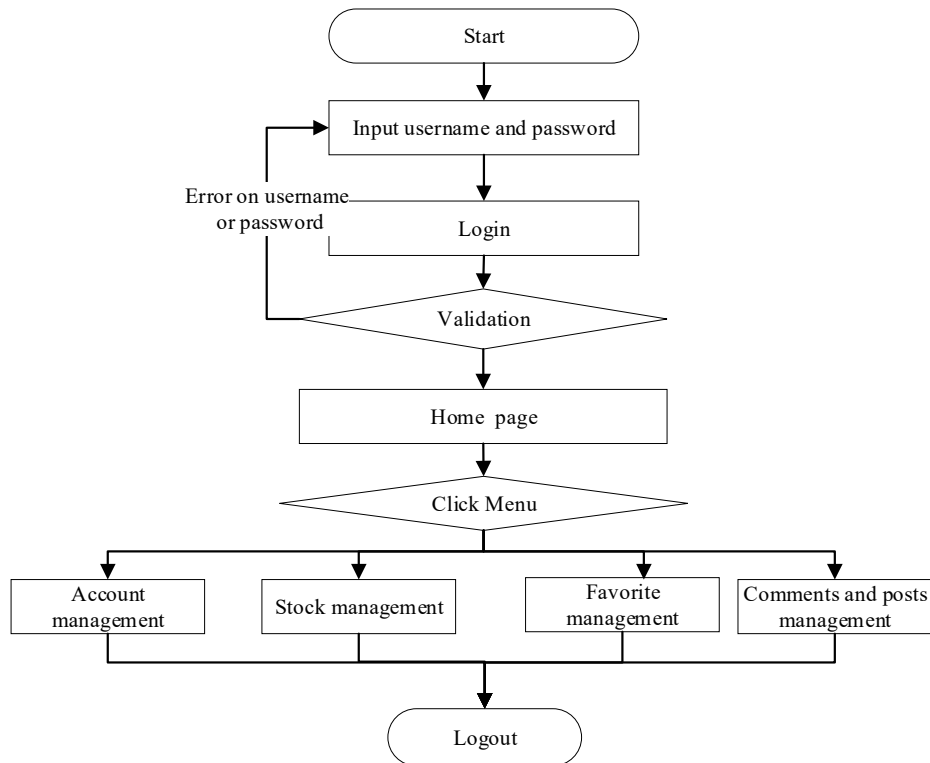 Start
Input username and password
Error on username
or password
Login
Validation
Home page
Click Menu
Account
management
Stock management
Favorite
management
Comments and posts
management
Logout